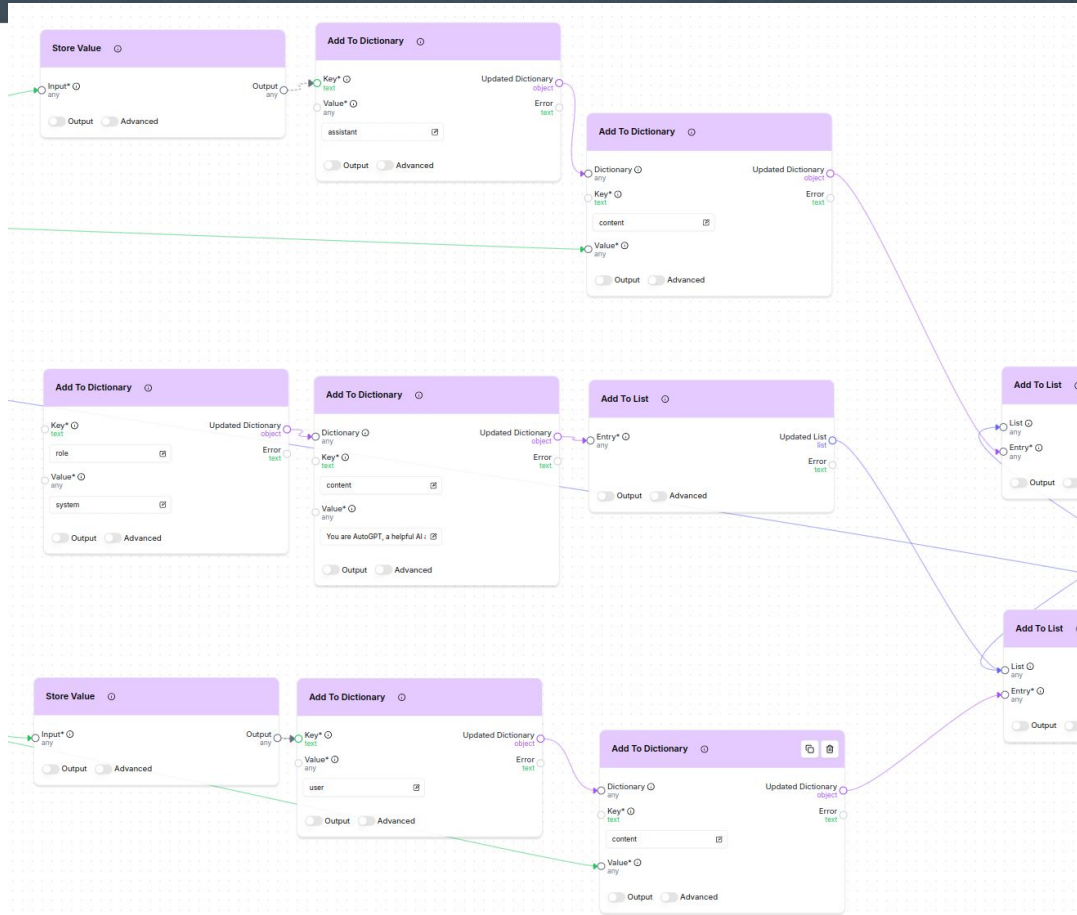 Store Value
Input*
any
Output
any
Output
Advanced
Add To Dictionary
Key*
text
Value*
any
assistant
Updated Dictionary
object
Error
text
Output
Advanced
Add To Dictionary
Dictionary
any
Key*
text
content
Value*
any
Updated Dictionary
object
Error
text
Output
Advanced
Add To Dictionary
Key*
text
role
Value*
any
system
Updated Dictionary
object
Error
text
Output
Advanced
Add To Dictionary
Dictionary
any
Key*
text
content
Value*
any
You are AutoGPT, a helpful AI
Updated Dictionary
object
Error
text
Output
Advanced
Add To List
Entry*
any
Updated List
list
Error
text
Output
Advanced
Add To List
List
any
Entry*
any
Output
Store Value
Input*
any
Output
any
Output
Advanced
Add To Dictionary
Key*
text
Value*
any
user
Updated Dictionary
object
Error
text
Output
Advanced
Add To Dictionary
Dictionary
any
Key*
text
content
Value*
any
Updated Dictionary
object
Error
text
Output
Advanced
Add To List
List
any
Entry*
any
Output